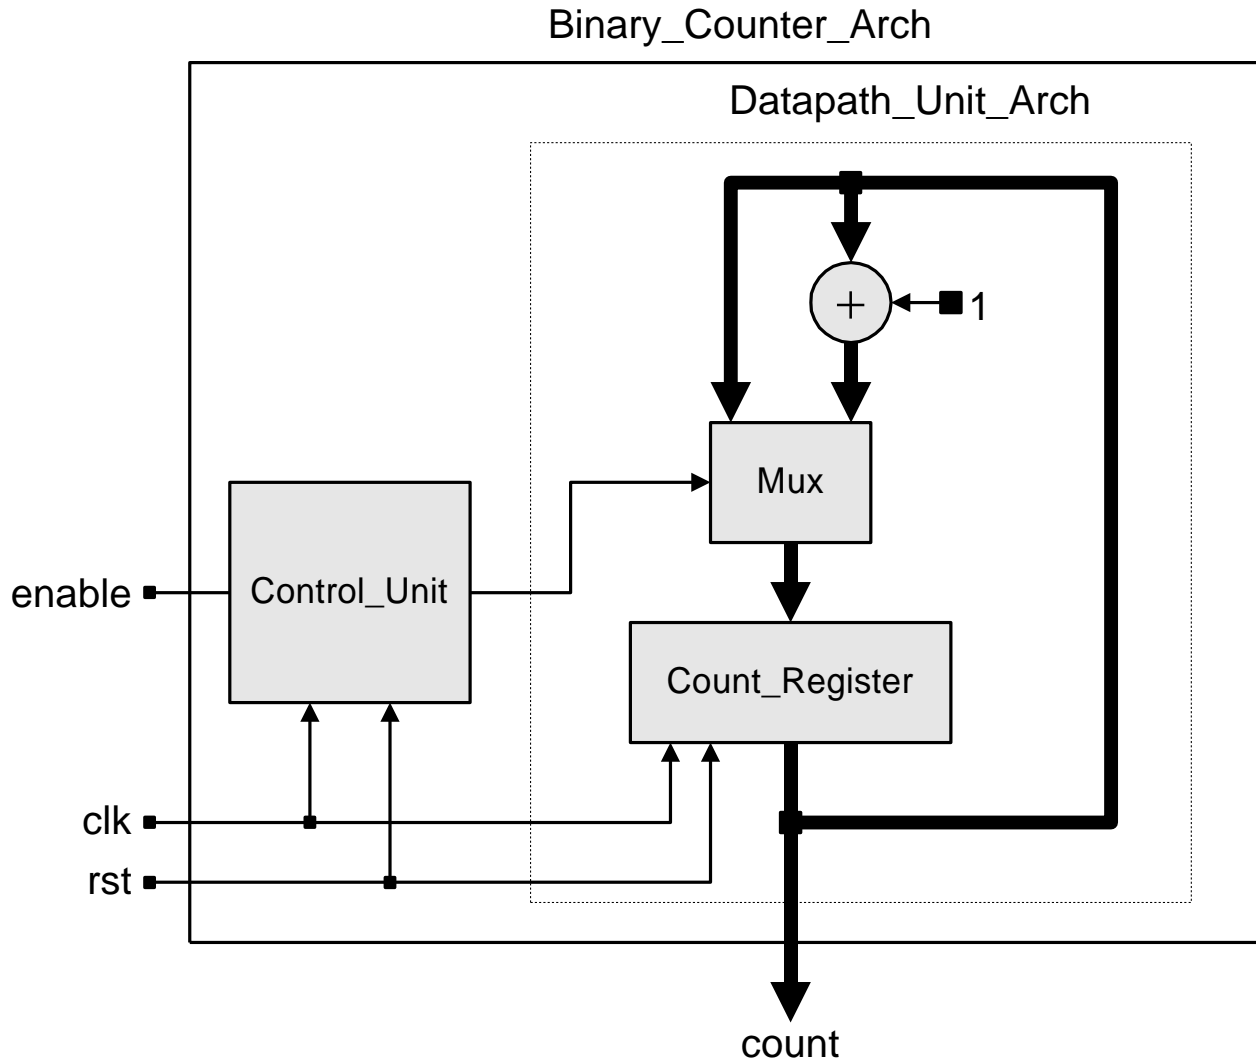 Binary_Counter_Arch
Datapath_Unit_Arch
+
1
Mux
enable
Control_Unit
Count_Register
clk
rst
count